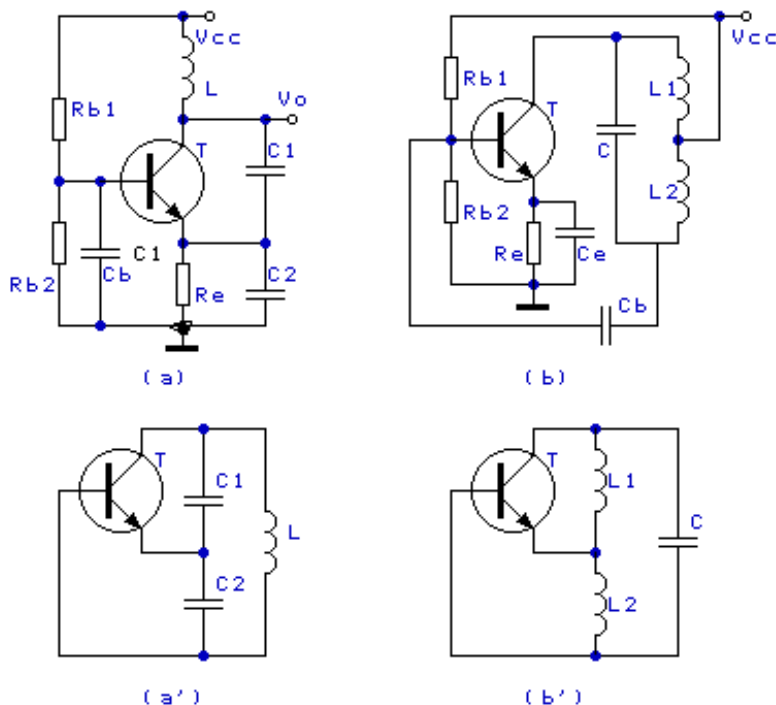 Vcc
L
Vo
Rb1
T
C1
C1
Cb
Rb2
Re
C2
(a)
Vcc
Rb1
T
L1
C
L2
Rb2
Re
Ce
Cb
(b)
T
C1
L
C2
(a')
T
L1
C
L2
(b')